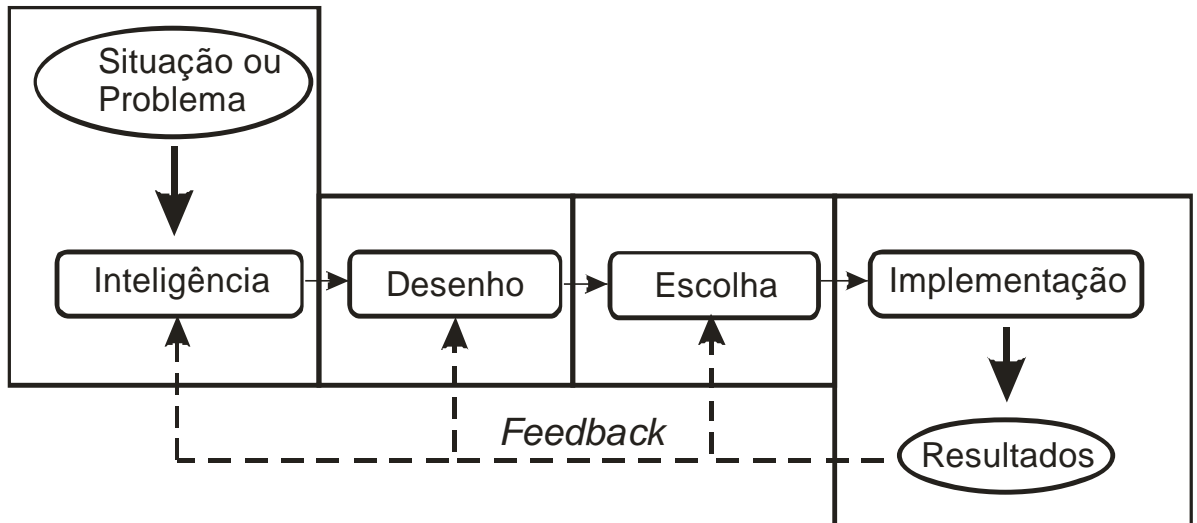 Situação ou
Problema
Inteligência
Desenho
Escolha
Implementação
Feedback
Resultados